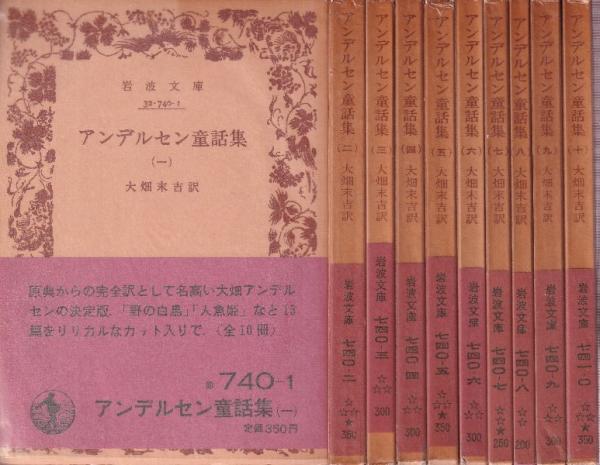 岩波文庫
32-740-1
アンデルセン童話集
(一)
大畑末吉訳
原典からの完全訳として名高い大畑アンデル
センの決定版.「野の白鳥」「人魚姫」など13
編をリリカルなカット入りで.(全10冊)
赤 740-1
アンデルセン童話集(一)
定価350円
アンデルセン童話集(二) 大畑末吉訳
岩波文庫 七四〇-二
☆☆★
350
アンデルセン童話集(三) 大畑末吉訳
岩波文庫 七四〇-三
☆☆☆
300
アンデルセン童話集(四) 大畑末吉訳
岩波文庫 七四〇-四
☆☆☆
300
アンデルセン童話集(五) 大畑末吉訳
岩波文庫 七四〇-五
☆☆☆★
350
アンデルセン童話集(六) 大畑末吉訳
岩波文庫 七四〇-六
☆☆☆
300
アンデルセン童話集(七) 大畑末吉訳
岩波文庫 七四〇-七
☆☆★
250
アンデルセン童話集(八) 大畑末吉訳
岩波文庫 七四〇-八
☆☆
200
アンデルセン童話集(九) 大畑末吉訳
岩波文庫 七四〇-九
☆☆☆
300
アンデルセン童話集(十) 大畑末吉訳
岩波文庫 七四一-〇
☆☆☆★
350